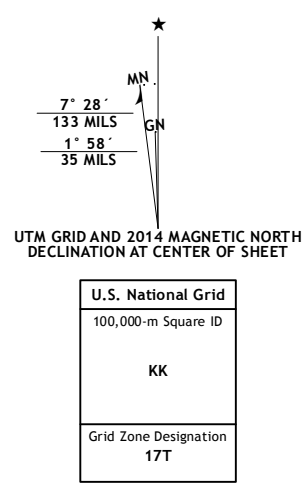 MN
7° 28´
133 MILS
GN
1° 58´
35 MILS
UTM GRID AND 2014 MAGNETIC NORTH
DECLINATION AT CENTER OF SHEET
U.S. National Grid
100,000-m Square ID
KK
Grid Zone Designation
17T